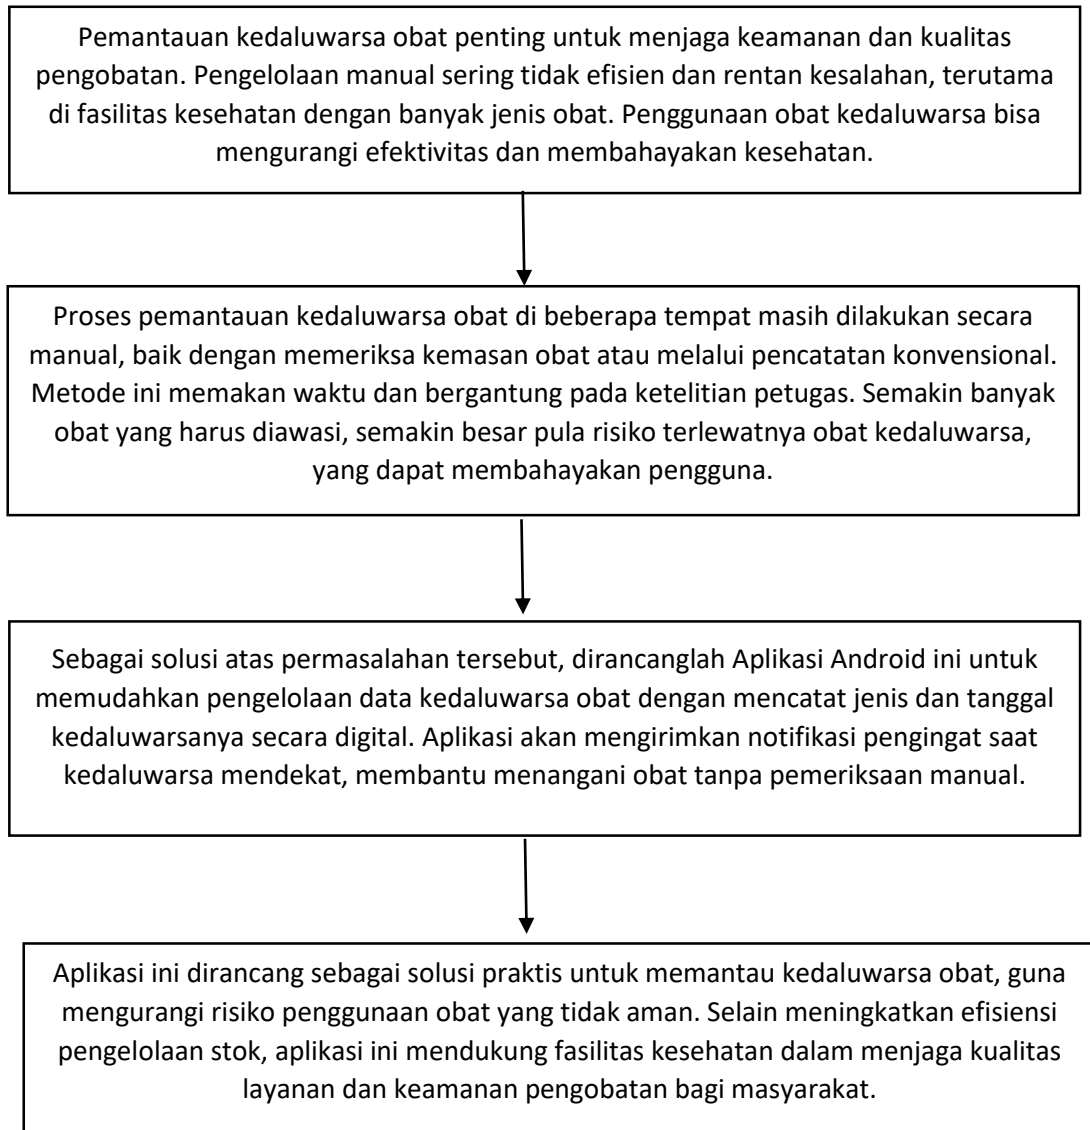 Pemantauan kedaluwarsa obat penting untuk menjaga keamanan dan kualitas
pengobatan. Pengelolaan manual sering tidak efisien dan rentan kesalahan, terutama
di fasilitas kesehatan dengan banyak jenis obat. Penggunaan obat kedaluwarsa bisa
mengurangi efektivitas dan membahayakan kesehatan.
Proses pemantauan kedaluwarsa obat di beberapa tempat masih dilakukan secara
manual, baik dengan memeriksa kemasan obat atau melalui pencatatan konvensional.
Metode ini memakan waktu dan bergantung pada ketelitian petugas. Semakin banyak
obat yang harus diawasi, semakin besar pula risiko terlewatnya obat kedaluwarsa,
yang dapat membahayakan pengguna.
Sebagai solusi atas permasalahan tersebut, dirancanglah Aplikasi Android ini untuk
memudahkan pengelolaan data kedaluwarsa obat dengan mencatat jenis dan tanggal
kedaluwarsanya secara digital. Aplikasi akan mengirimkan notifikasi pengingat saat
kedaluwarsa mendekat, membantu menangani obat tanpa pemeriksaan manual.
Aplikasi ini dirancang sebagai solusi praktis untuk memantau kedaluwarsa obat, guna
mengurangi risiko penggunaan obat yang tidak aman. Selain meningkatkan efisiensi
pengelolaan stok, aplikasi ini mendukung fasilitas kesehatan dalam menjaga kualitas
layanan dan keamanan pengobatan bagi masyarakat.